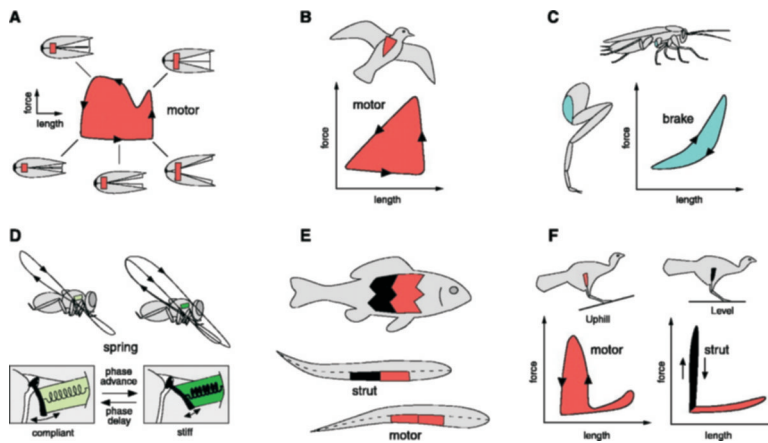 A
force
length
motor
B
motor
force
length
C
brake
force
length
D
spring
phase
advance
phase
delay
compliant
stiff
E
strut
motor
F
Uphill
Level
motor
force
length
strut
force
length